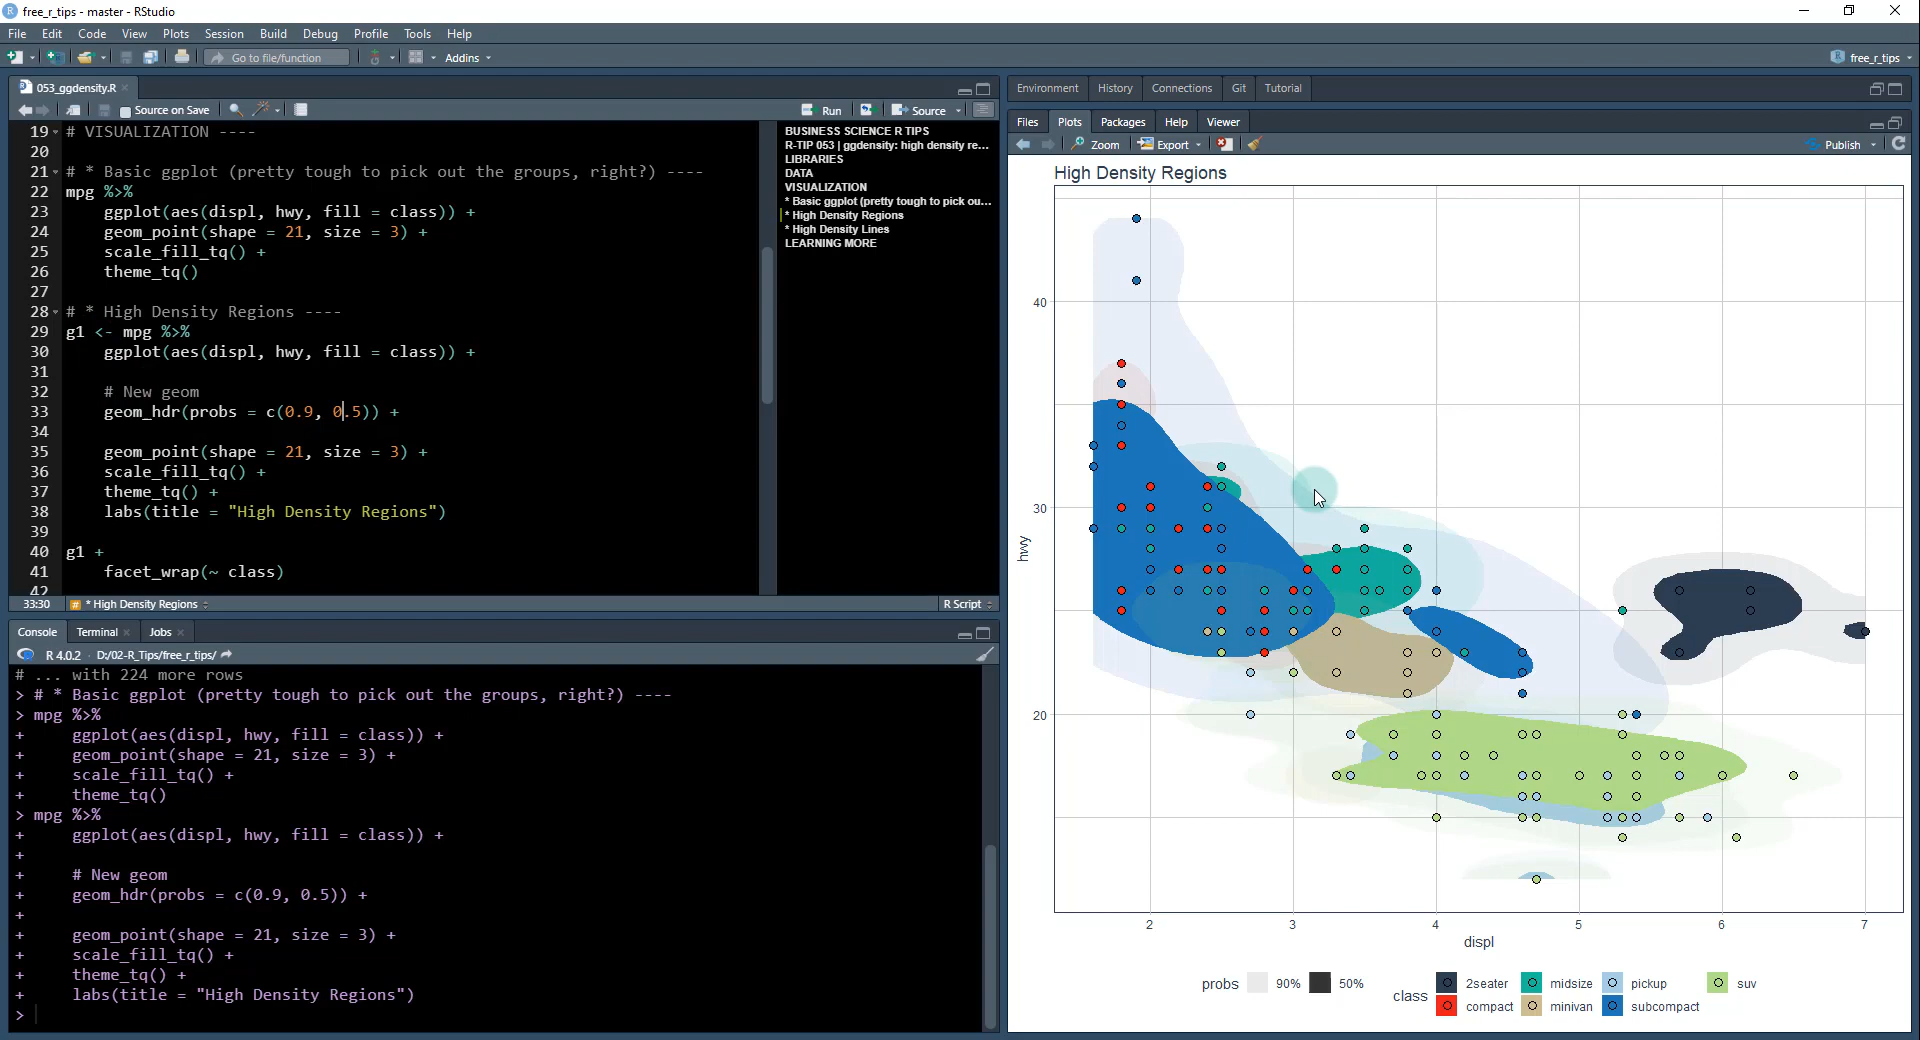 free_r_tips - master - RStudio
File Edit Code View Plots Session Build Debug Profile Tools Help
Go to file/function Addins free_r_tips
053_ggdensity.R
Source on Save Run Source
19 # VISUALIZATION ----
20
21 # * Basic ggplot (pretty tough to pick out the groups, right?) ----
22 mpg %>%
23 ggplot(aes(displ, hwy, fill = class)) +
24 geom_point(shape = 21, size = 3) +
25 scale_fill_tq() +
26 theme_tq()
27
28 # * High Density Regions ----
29 g1 <- mpg %>%
30 ggplot(aes(displ, hwy, fill = class)) +
31
32 # New geom
33 geom_hdr(probs = c(0.9, 0.5)) +
34
35 geom_point(shape = 21, size = 3) +
36 scale_fill_tq() +
37 theme_tq() +
38 labs(title = "High Density Regions")
39
40 g1 +
41 facet_wrap(~ class)
42
33:30 # * High Density Regions R Script
BUSINESS SCIENCE R TIPS
R-TIP 053 | ggdensity: high density re...
LIBRARIES
DATA
VISUALIZATION
* Basic ggplot (pretty tough to pick ou...
* High Density Regions
* High Density Lines
LEARNING MORE
Console Terminal Jobs
R 4.0.2 · D:/02-R_Tips/free_r_tips/
# ... with 224 more rows
> # * Basic ggplot (pretty tough to pick out the groups, right?) ----
> mpg %>%
+ ggplot(aes(displ, hwy, fill = class)) +
+ geom_point(shape = 21, size = 3) +
+ scale_fill_tq() +
+ theme_tq()
> mpg %>%
+ ggplot(aes(displ, hwy, fill = class)) +
+
+ # New geom
+ geom_hdr(probs = c(0.9, 0.5)) +
+
+ geom_point(shape = 21, size = 3) +
+ scale_fill_tq() +
+ theme_tq() +
+ labs(title = "High Density Regions")
>
Environment History Connections Git Tutorial
Files Plots Packages Help Viewer
Zoom Export Publish
High Density Regions
40
30
20
hwy
2 3 4 5 6 7
displ
probs 90% 50%
class 2seater midsize pickup suv
compact minivan subcompact